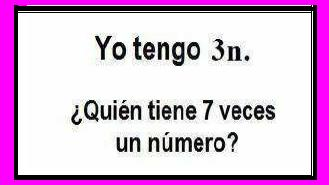 Yo tengo 3n.
¿Quién tiene 7 veces
un número?